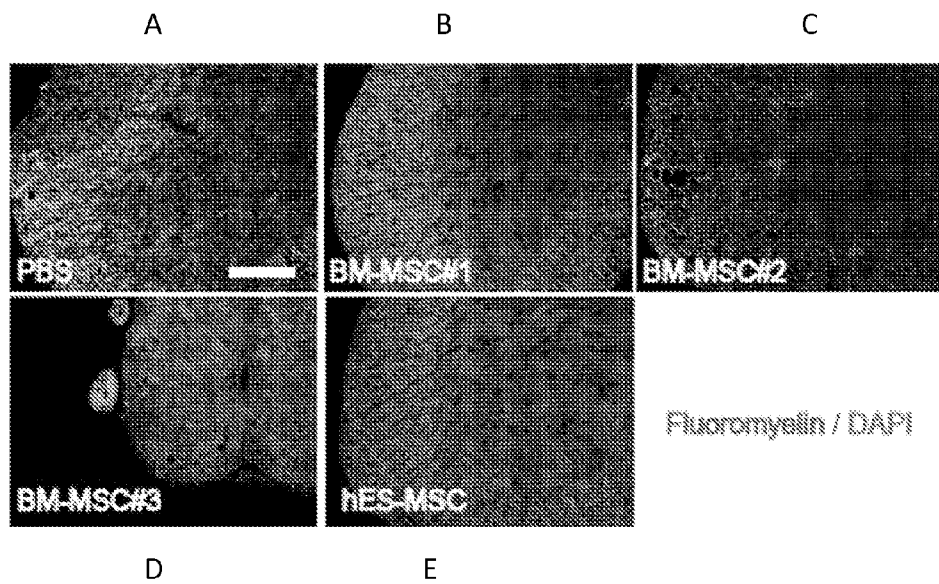 A B C
PBS BM-MSC#1 BM-MSC#2
BM-MSC#3 hES-MSC Fluoromyelin / DAPI
D E